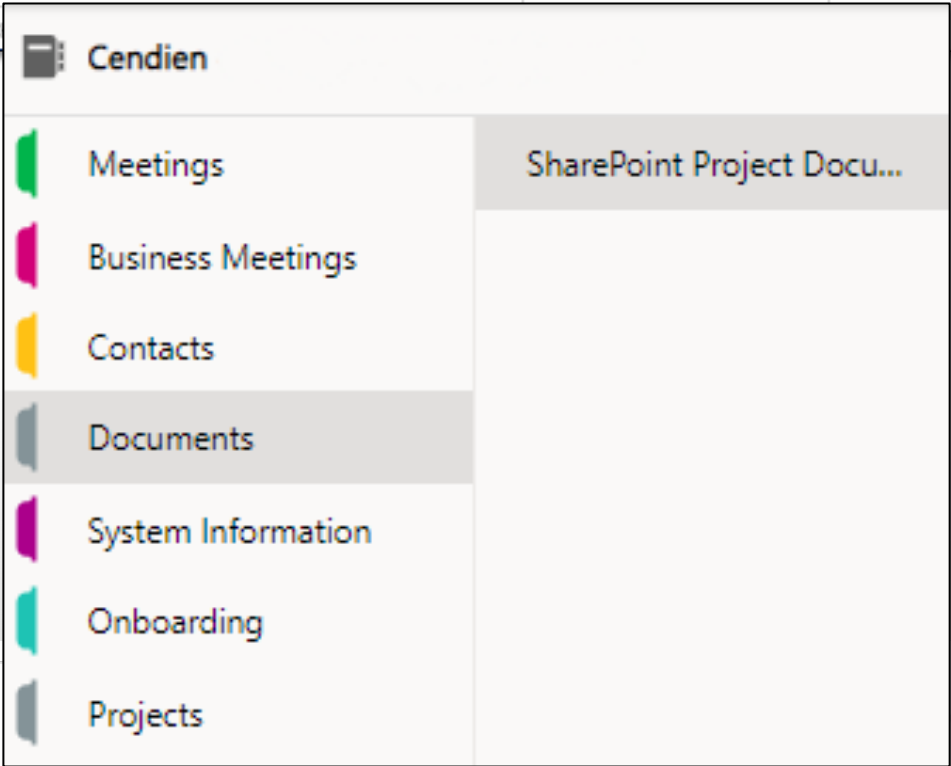 Cendien
Meetings
SharePoint Project Docu...
Business Meetings
Contacts
Documents
System Information
Onboarding
Projects